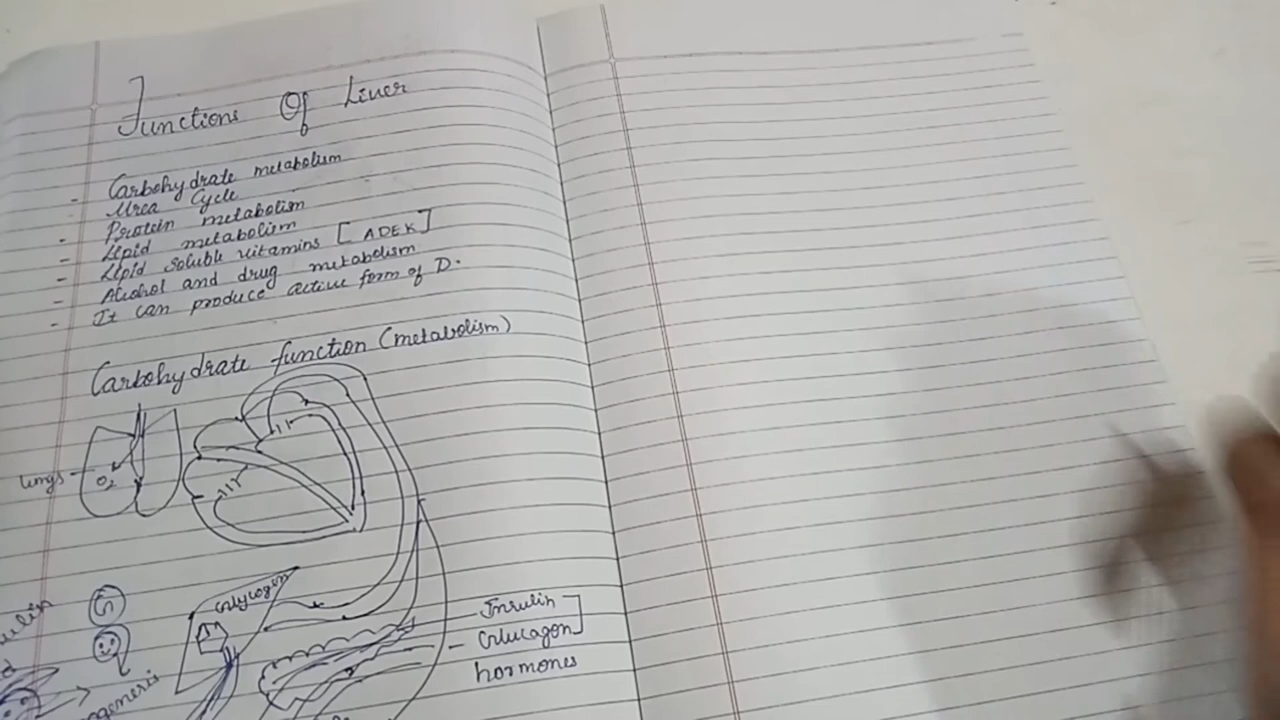 Functions Of Liver
- Carbohydrate metabolism
Urea Cycle
- Protein metabolism
- Lipid metabolism
- Lipid soluble vitamins [ADEK]
- Alcohol and drug metabolism
- It can produce active form of D.
Carbohydrate function (metabolism)
lungs
O2
Glycogen
G
- Insulin
- Glucagon
hormones